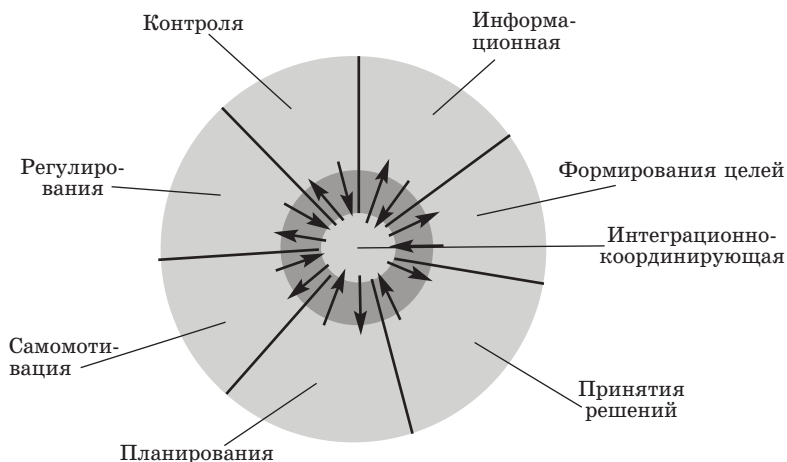 Контроля
Информа-
ционная
Регулиро-
вания
Формирования целей
Интеграционно-
координирующая
Самомоти-
вация
Принятия
решений
Планирования